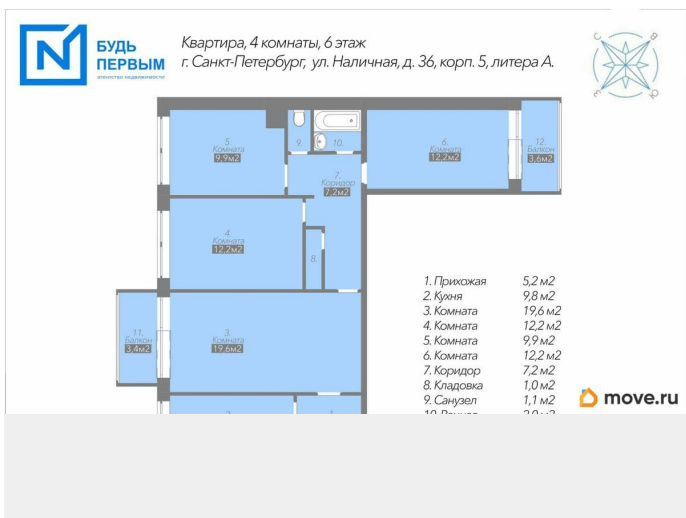 БУДЬ
ПЕРВЫМ
агентство недвижимости
Квартира, 4 комнаты, 6 этаж
г. Санкт-Петербург, ул. Наличная, д. 36, корп. 5, литера А.
С
В
З
Ю
5.
Комната
9.9м2
9.
10.
6.
Комната
12.2м2
12.
Балкон
3,6м2
7.
Коридор
7.2м2
4.
Комната
12.2м2
8.
11.
Балкон
3,4м2
3.
Комната
19.6м2
1. Прихожая 5,2 м2
2. Кухня 9,8 м2
3. Комната 19,6 м2
4. Комната 12,2 м2
5. Комната 9,9 м2
6. Комната 12,2 м2
7. Коридор 7,2 м2
8. Кладовка 1,0 м2
9. Санузел 1,1 м2
move.ru